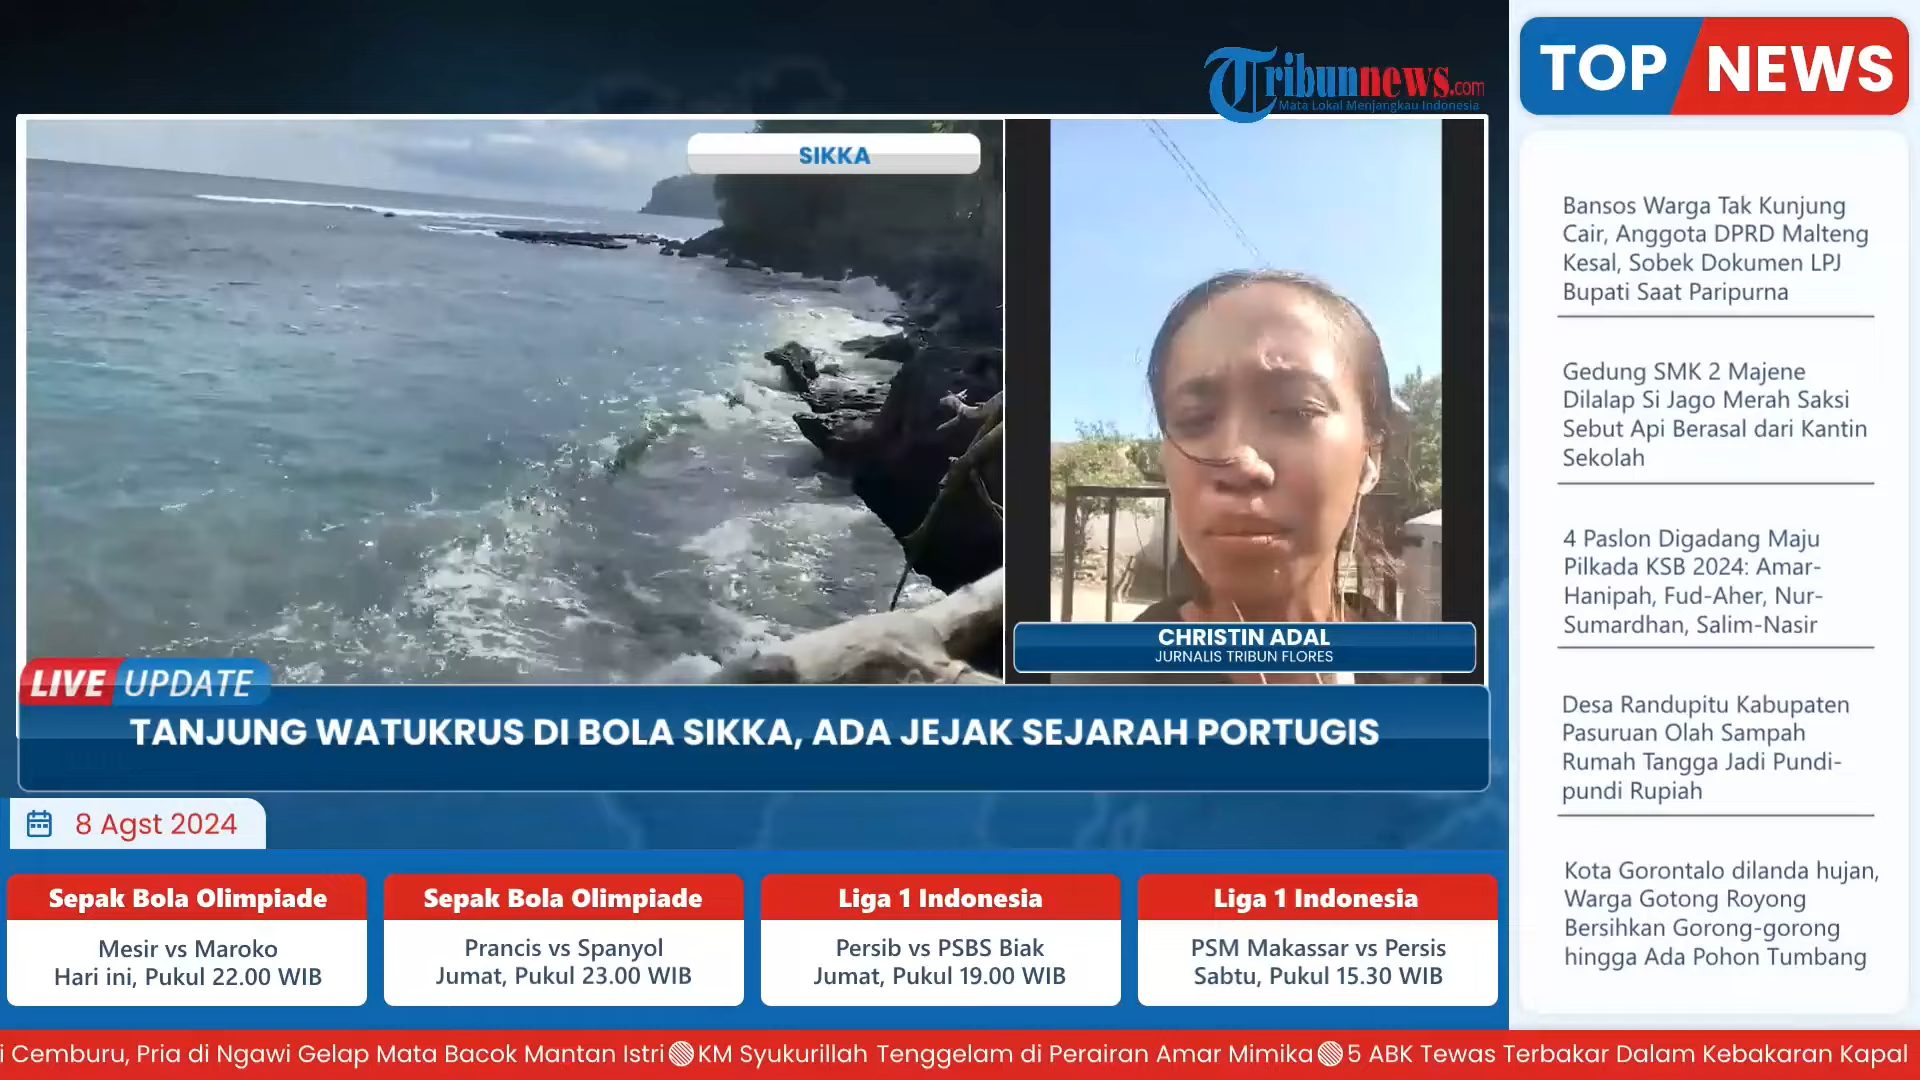 Tribunnews.com
Mata Lokal Menjangkau Indonesia
TOP NEWS
SIKKA
CHRISTIN ADAL
JURNALIS TRIBUN FLORES
LIVE UPDATE
TANJUNG WATUKRUS DI BOLA SIKKA, ADA JEJAK SEJARAH PORTUGIS
8 Agst 2024
Sepak Bola Olimpiade
Mesir vs Maroko
Hari ini, Pukul 22.00 WIB
Sepak Bola Olimpiade
Prancis vs Spanyol
Jumat, Pukul 23.00 WIB
Liga 1 Indonesia
Persib vs PSBS Biak
Jumat, Pukul 19.00 WIB
Liga 1 Indonesia
PSM Makassar vs Persis
Sabtu, Pukul 15.30 WIB
Bansos Warga Tak Kunjung
Cair, Anggota DPRD Malteng
Kesal, Sobek Dokumen LPJ
Bupati Saat Paripurna
Gedung SMK 2 Majene
Dilalap Si Jago Merah Saksi
Sebut Api Berasal dari Kantin
Sekolah
4 Paslon Digadang Maju
Pilkada KSB 2024: Amar-
Hanipah, Fud-Aher, Nur-
Sumardhan, Salim-Nasir
Desa Randupitu Kabupaten
Pasuruan Olah Sampah
Rumah Tangga Jadi Pundi-
pundi Rupiah
Kota Gorontalo dilanda hujan,
Warga Gotong Royong
Bersihkan Gorong-gorong
hingga Ada Pohon Tumbang
i Cemburu, Pria di Ngawi Gelap Mata Bacok Mantan Istri KM Syukurillah Tenggelam di Perairan Amar Mimika 5 ABK Tewas Terbakar Dalam Kebakaran Kapal